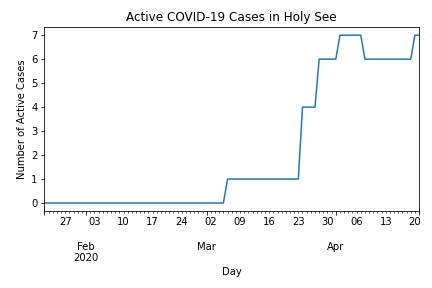 Active COVID-19 Cases in Holy See
Number of Active Cases
7
6
5
4
3
2
1
0
27 03 10 17 24 02 09 16 23 30 06 13 20
Feb Mar Apr
2020
Day